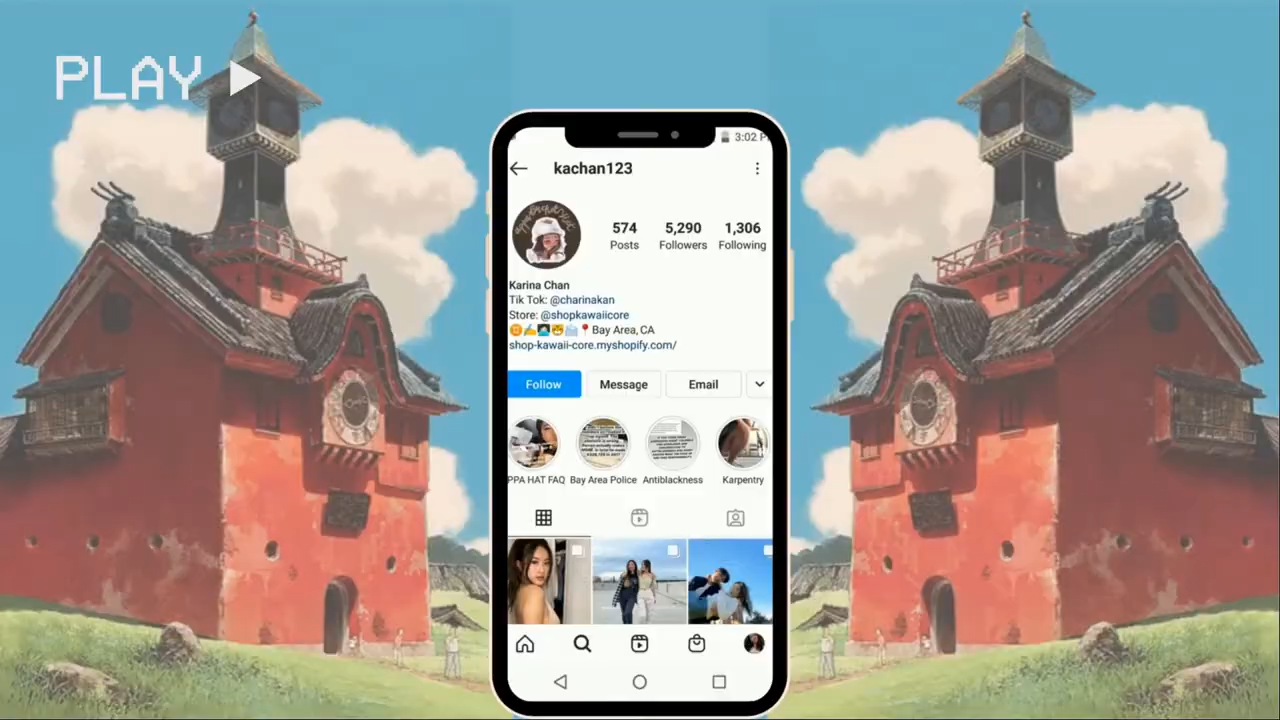 PLAY
3:02 P
kachan123
574 5,290 1,306
Posts Followers Following
Karina Chan
Tik Tok: @charinakan
Store: @shopkawaiicore
Bay Area, CA
shop-kawaii-core.myshopify.com/
Follow Message Email
PPA HAT FAQ Bay Area Police Antiblackness Karpentry